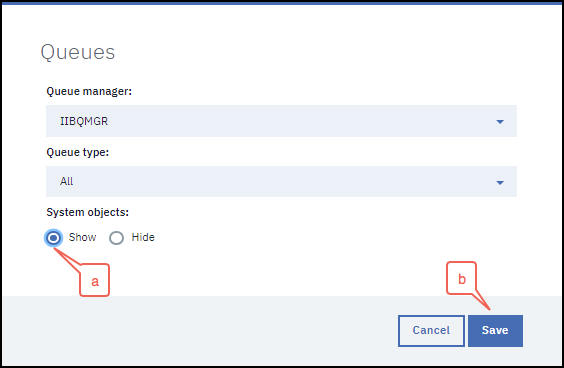 Queues
Queue manager:
IIBQMGR
Queue type:
All
System objects:
Show Hide
a
b
Cancel Save